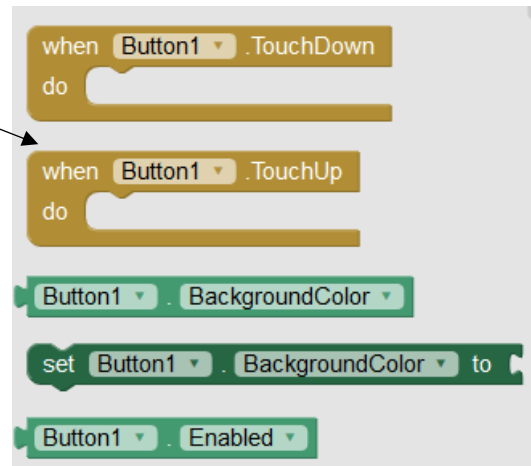 when Button1 .TouchDown
do
when Button1 .TouchUp
do
Button1 . BackgroundColor
set Button1 . BackgroundColor to
Button1 . Enabled